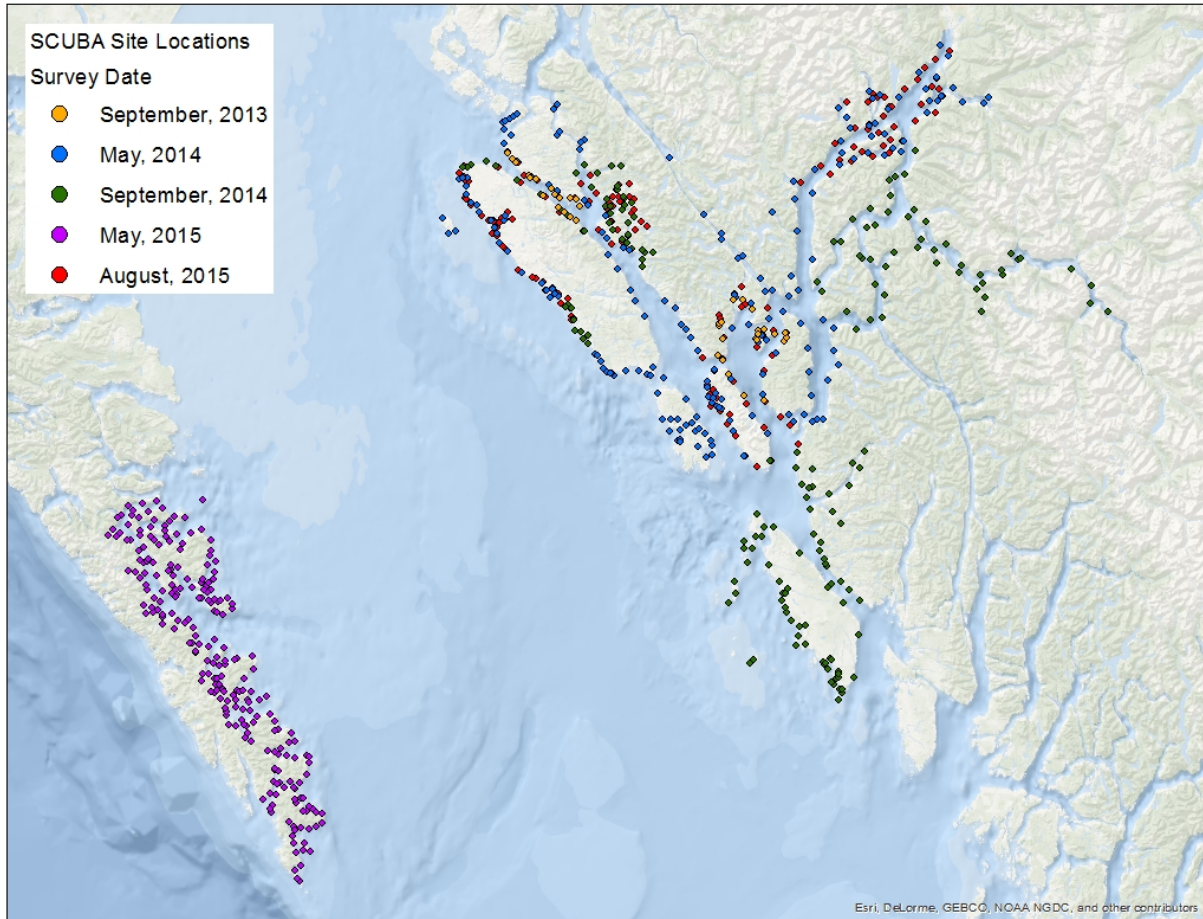 SCUBA Site Locations
Survey Date
September, 2013
May, 2014
September, 2014
May, 2015
August, 2015
Esri, DeLorme, GEBCO, NOAA NGDC, and other contributors